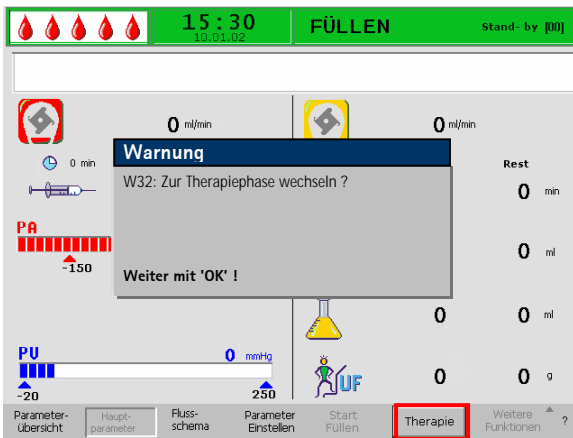 15:30
10.01.02
FÜLLEN
Stand- by [00]
0 ml/min
0 ml/min
0 min
Rest
0 min
Warnung
W32: Zur Therapiephase wechseln ?
Weiter mit 'OK' !
PA
-150
0 ml
0
0 ml
PV
0 mmHg
-20
250
UF
0
0 g
Parameter-
übersicht
Haupt-
parameter
Fluss-
schema
Parameter
Einstellen
Start
Füllen
Therapie
Weitere
Funktionen
?